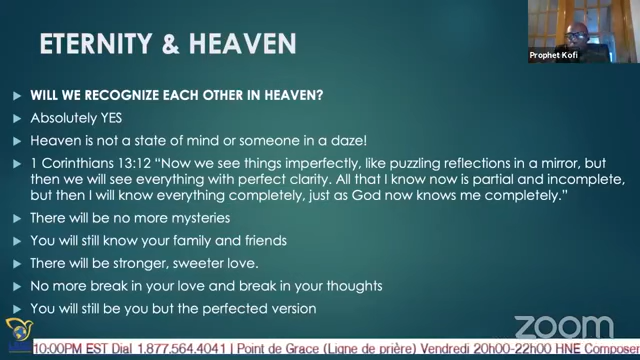 ETERNITY & HEAVEN
Prophet Kofi
WILL WE RECOGNIZE EACH OTHER IN HEAVEN?
Absolutely YES
Heaven is not a state of mind or someone in a daze!
1 Corinthians 13:12 “Now we see things imperfectly, like puzzling reflections in a mirror, but
then we will see everything with perfect clarity. All that I know now is partial and incomplete,
but then I will know everything completely, just as God now knows me completely.”
There will be no more mysteries
You will still know your family and friends
There will be stronger, sweeter love.
No more break in your love and break in your thoughts
You will still be you but the perfected version
zoom
10:00PM EST Dial 1.877.564.4041 | Point de Grace (Ligne de prière) Vendredi 20h00-22h00 HNE Composer